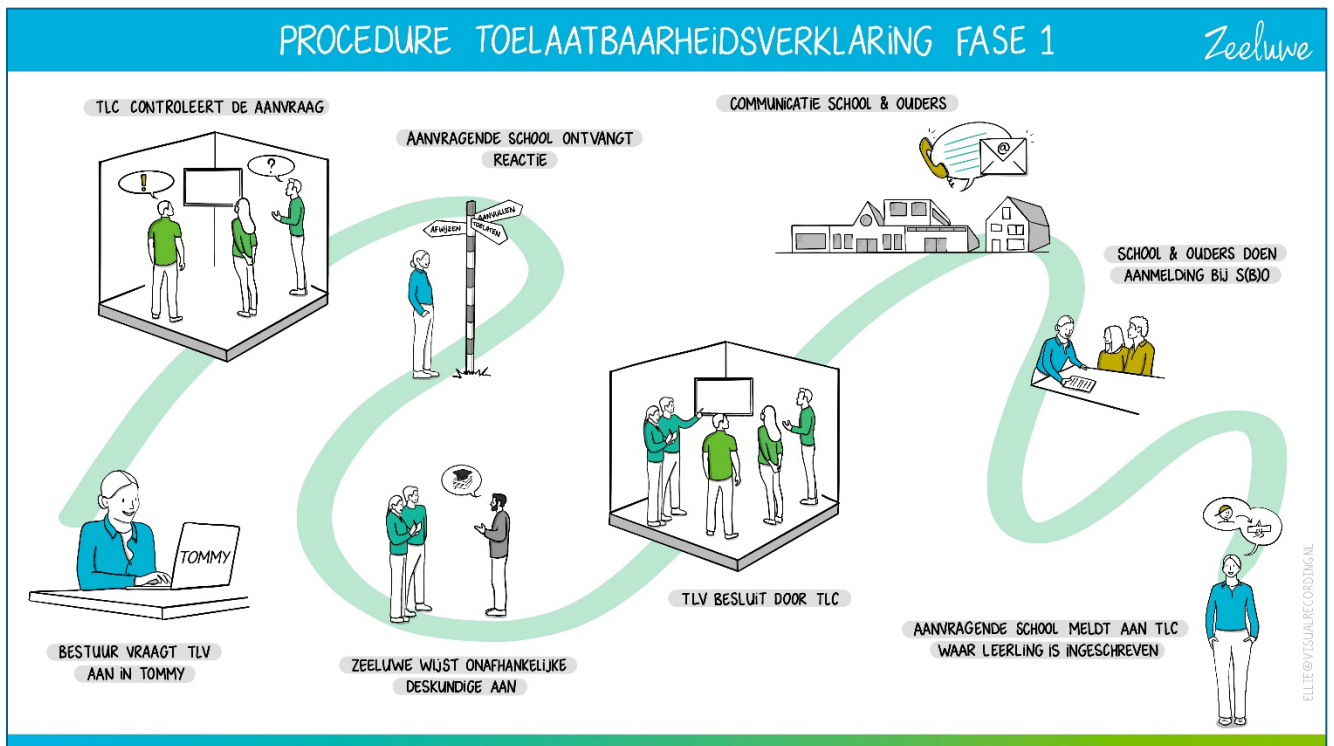 PROCEDURE TOELAATBAARHEIDSVERKLARING FASE 1
Zeeluwe
TLC CONTROLEERT DE AANVRAAG
!
?
AANVRAGENDE SCHOOL ONTVANGT
REACTIE
AANVULLEN
AFWIJZEN
TOELATEN
COMMUNICATIE SCHOOL & OUDERS
@
SCHOOL & OUDERS DOEN
AANMELDING BIJ S(B)O
TOMMY
BESTUUR VRAAGT TLV
AAN IN TOMMY
ZEELUWE WIJST ONAFHANKELIJKE
DESKUNDIGE AAN
TLV BESLUIT DOOR TLC
AANVRAGENDE SCHOOL MELDT AAN TLC
WAAR LEERLING IS INGESCHREVEN
ELLIE@VISUALRECORDING.NL